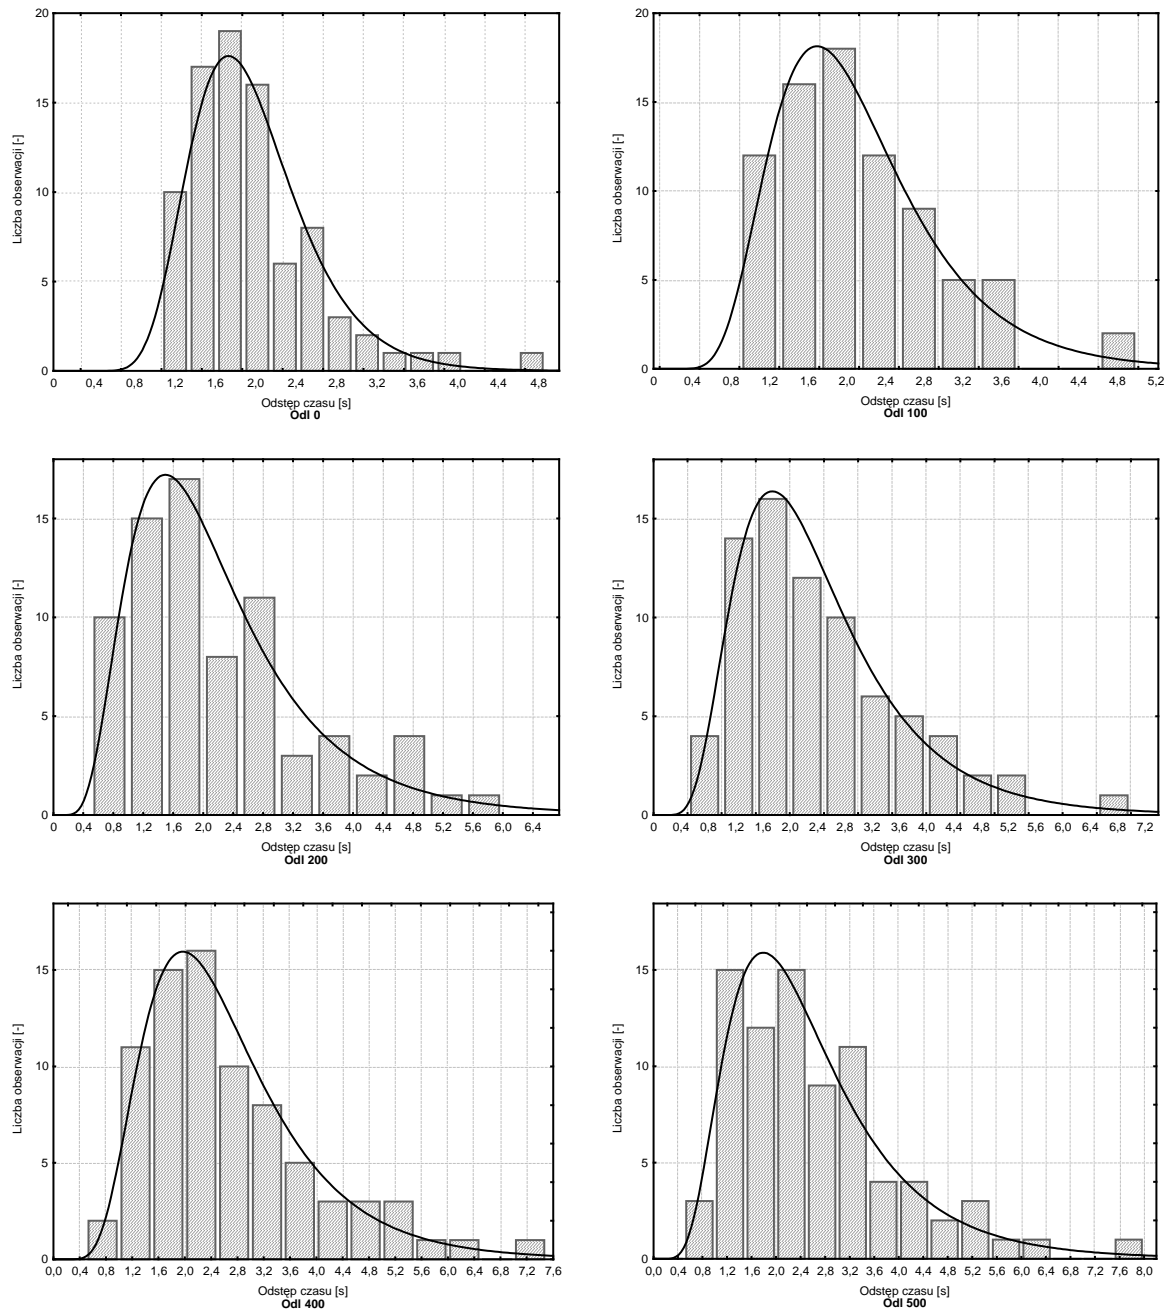 20
15
10
5
0
Liczba obserwacji [-]
0 0,4 0,8 1,2 1,6 2,0 2,4 2,8 3,2 3,6 4,0 4,4 4,8
Odstęp czasu [s]
Odl 0
20
15
10
5
0
Liczba obserwacji [-]
0 0,4 0,8 1,2 1,6 2,0 2,4 2,8 3,2 3,6 4,0 4,4 4,8 5,2
Odstęp czasu [s]
Odl 100
15
10
5
0
Liczba obserwacji [-]
0 0,4 0,8 1,2 1,6 2,0 2,4 2,8 3,2 3,6 4,0 4,4 4,8 5,2 5,6 6,0 6,4
Odstęp czasu [s]
Odl 200
15
10
5
0
Liczba obserwacji [-]
0 0,4 0,8 1,2 1,6 2,0 2,4 2,8 3,2 3,6 4,0 4,4 4,8 5,2 5,6 6,0 6,4 6,8 7,2
Odstęp czasu [s]
Odl 300
15
10
5
0
Liczba obserwacji [-]
0,0 0,4 0,8 1,2 1,6 2,0 2,4 2,8 3,2 3,6 4,0 4,4 4,8 5,2 5,6 6,0 6,4 6,8 7,2 7,6
Odstęp czasu [s]
Odl 400
15
10
5
0
Liczba obserwacji [-]
0,0 0,4 0,8 1,2 1,6 2,0 2,4 2,8 3,2 3,6 4,0 4,4 4,8 5,2 5,6 6,0 6,4 6,8 7,2 7,6 8,0
Odstęp czasu [s]
Odl 500